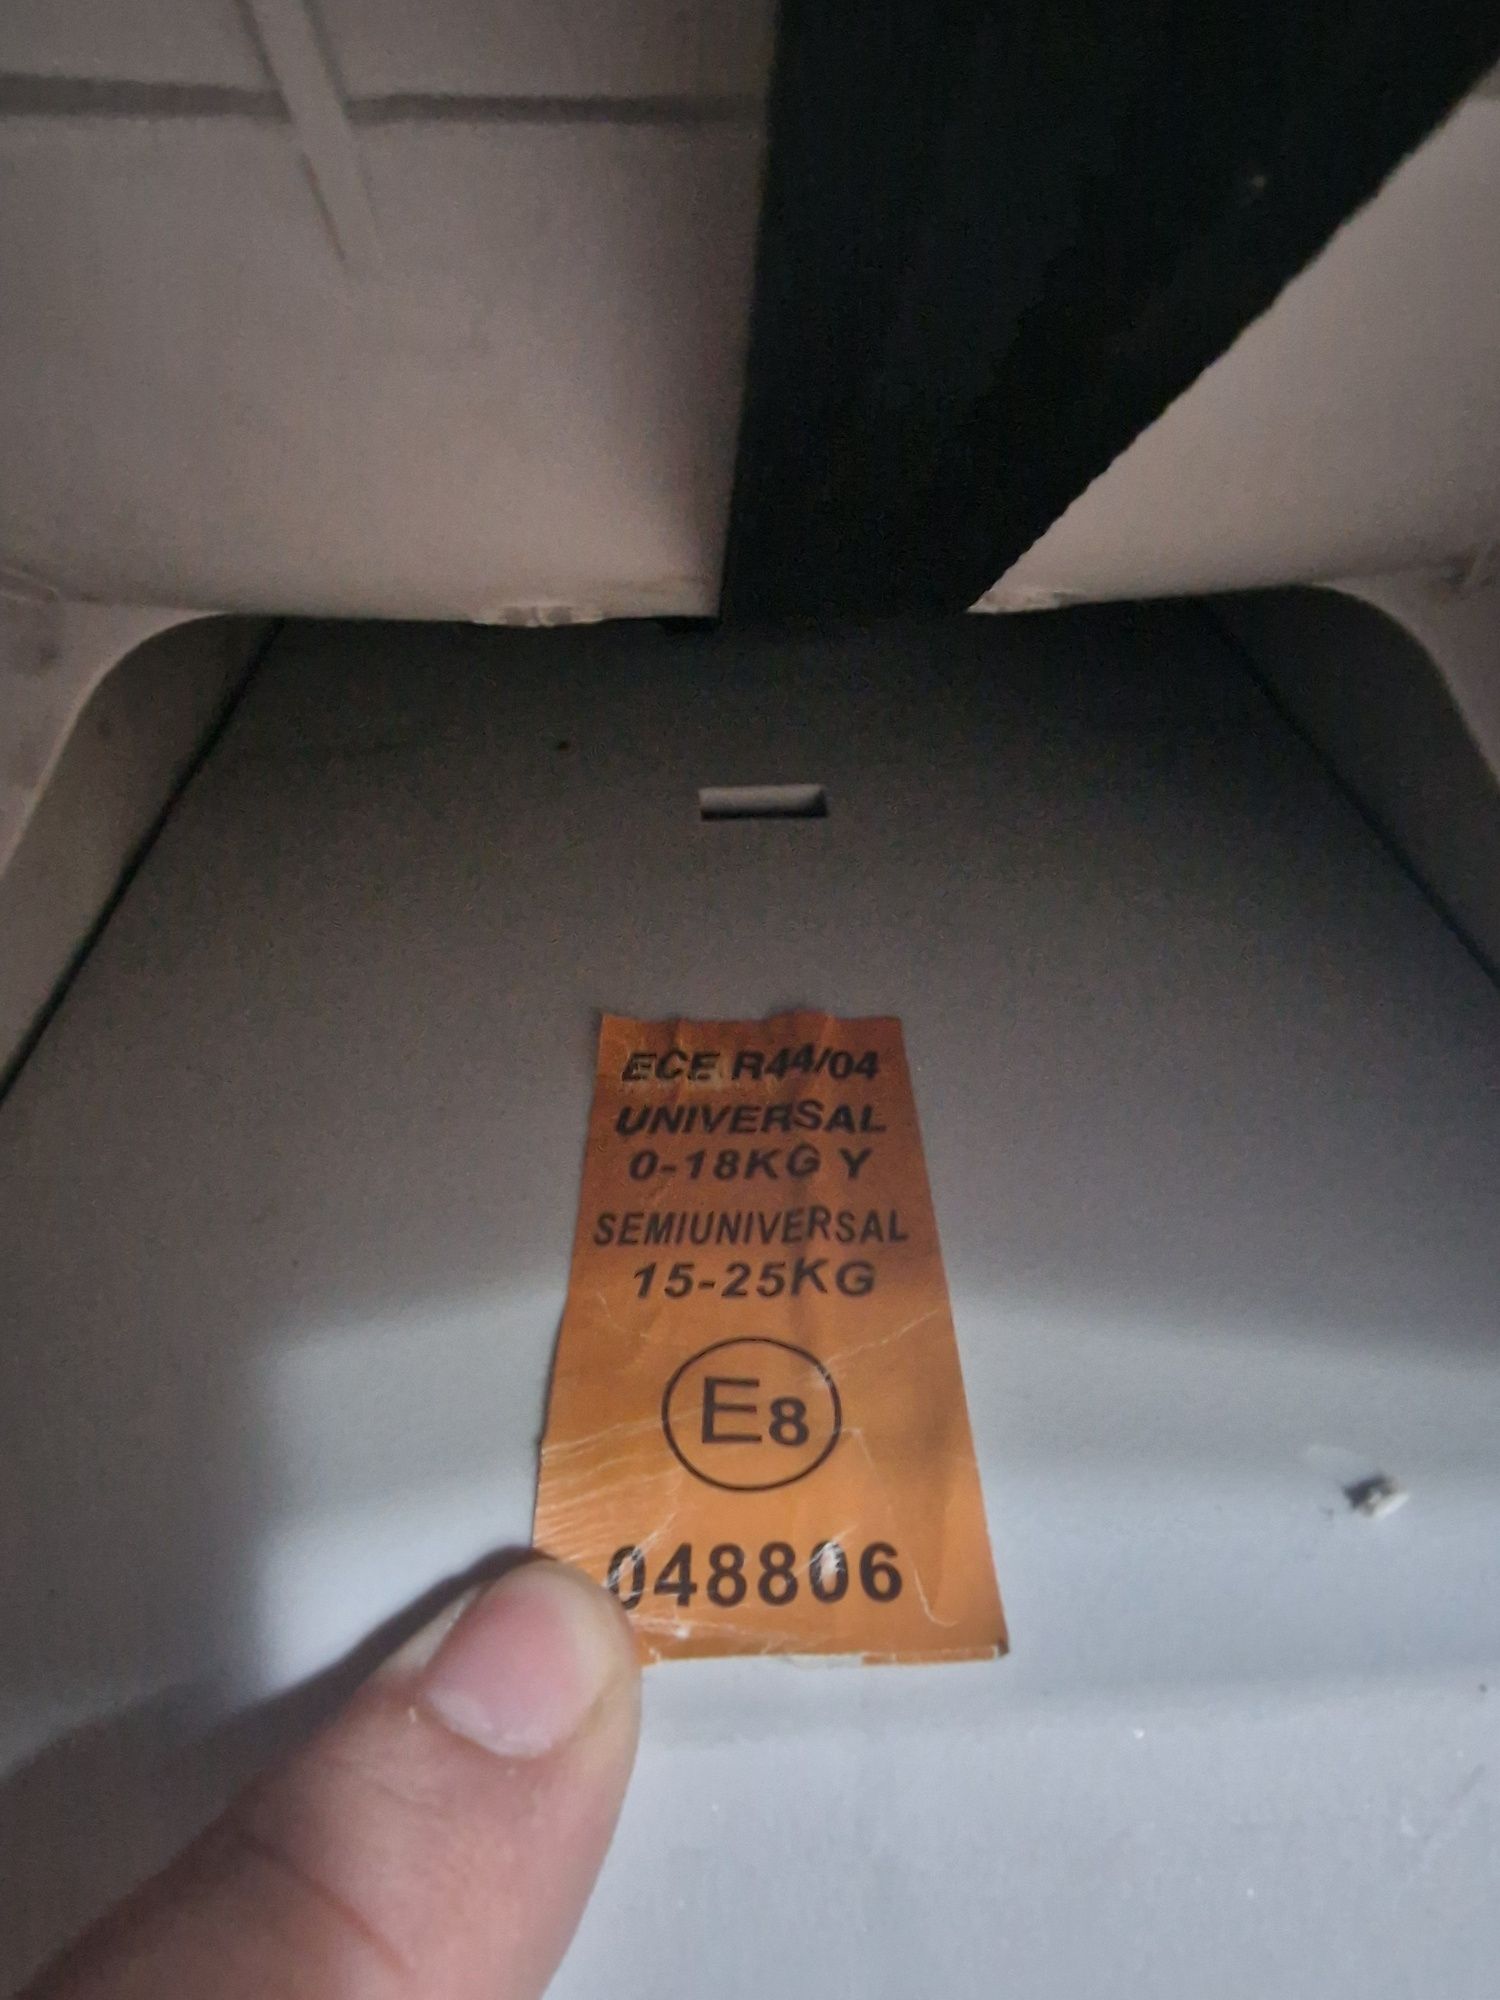 ECE R44/04
UNIVERSAL
0-18KG Y
SEMIUNIVERSAL
15-25KG
E8
048806